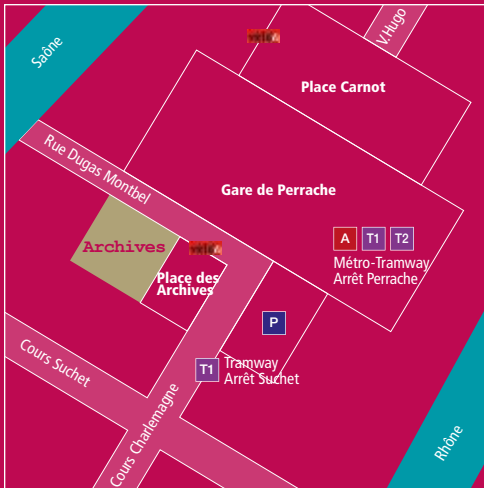 Saône
V.Hugo
Place Carnot
Rue Dugas Montbel
Gare de Perrache
Archives
A T1 T2
Métro-Tramway
Arrêt Perrache
Place des
Archives
P
T1 Tramway
Arrêt Suchet
Cours Suchet
Cours Charlemagne
Rhône